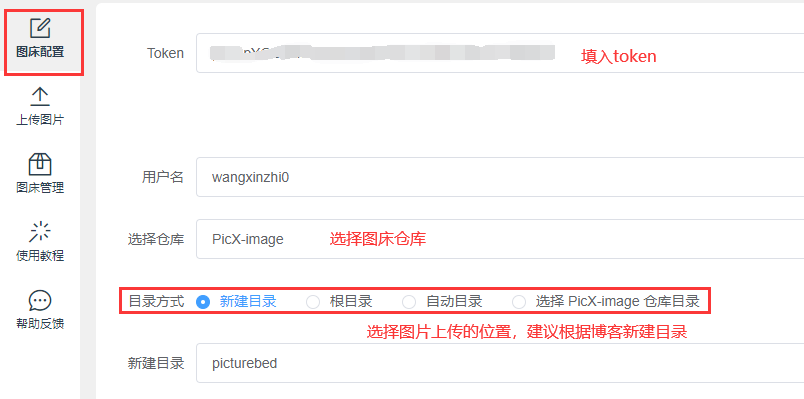 图床配置
上传图片
图床管理
使用教程
帮助反馈
Token
填入token
用户名 wangxinzhi0
选择仓库 PicX-image 选择图床仓库
目录方式 新建目录 根目录 自动目录 选择 PicX-image 仓库目录
选择图片上传的位置，建议根据博客新建目录
新建目录 picturebed